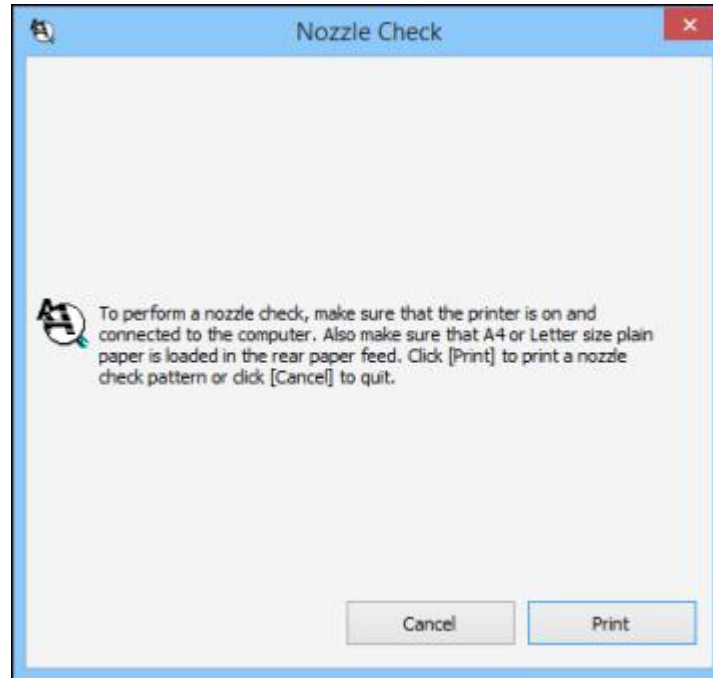 Nozzle Check
To perform a nozzle check, make sure that the printer is on and
connected to the computer. Also make sure that A4 or Letter size plain
paper is loaded in the rear paper feed. Click [Print] to print a nozzle
check pattern or click [Cancel] to quit.
Cancel
Print